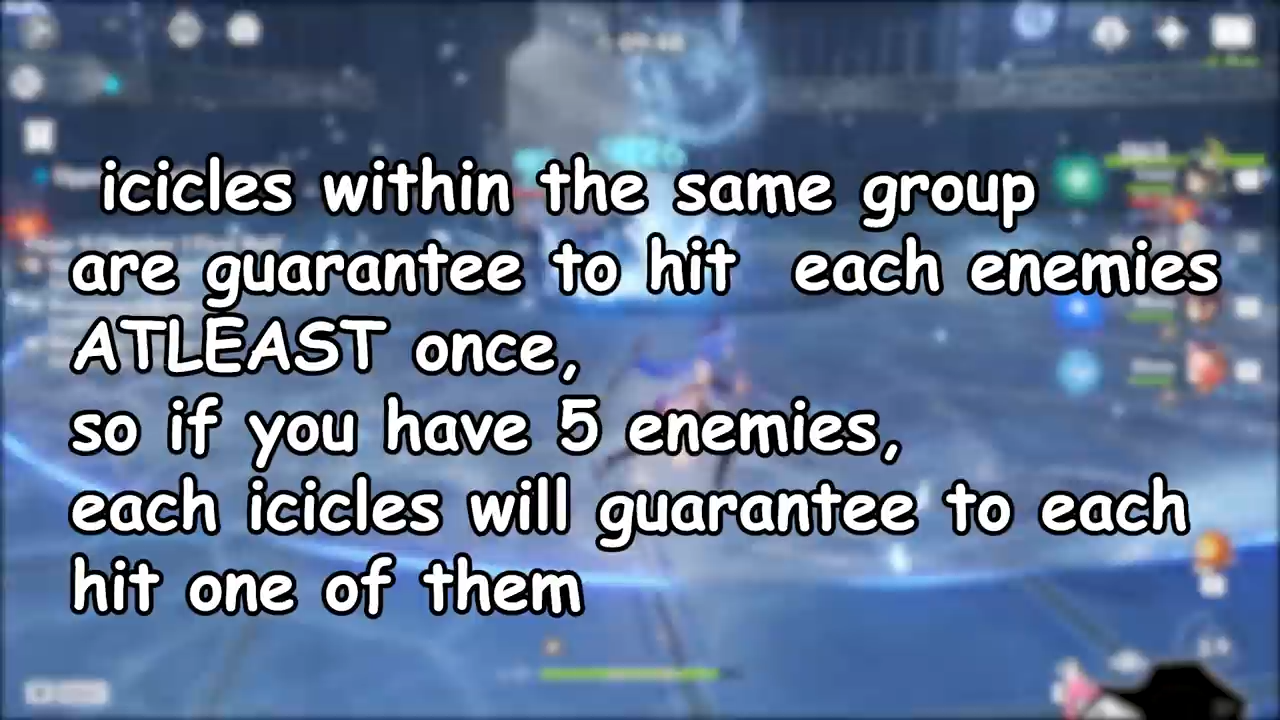 icicles within the same group
are guarantee to hit each enemies
ATLEAST once,
so if you have 5 enemies,
each icicles will guarantee to each
hit one of them